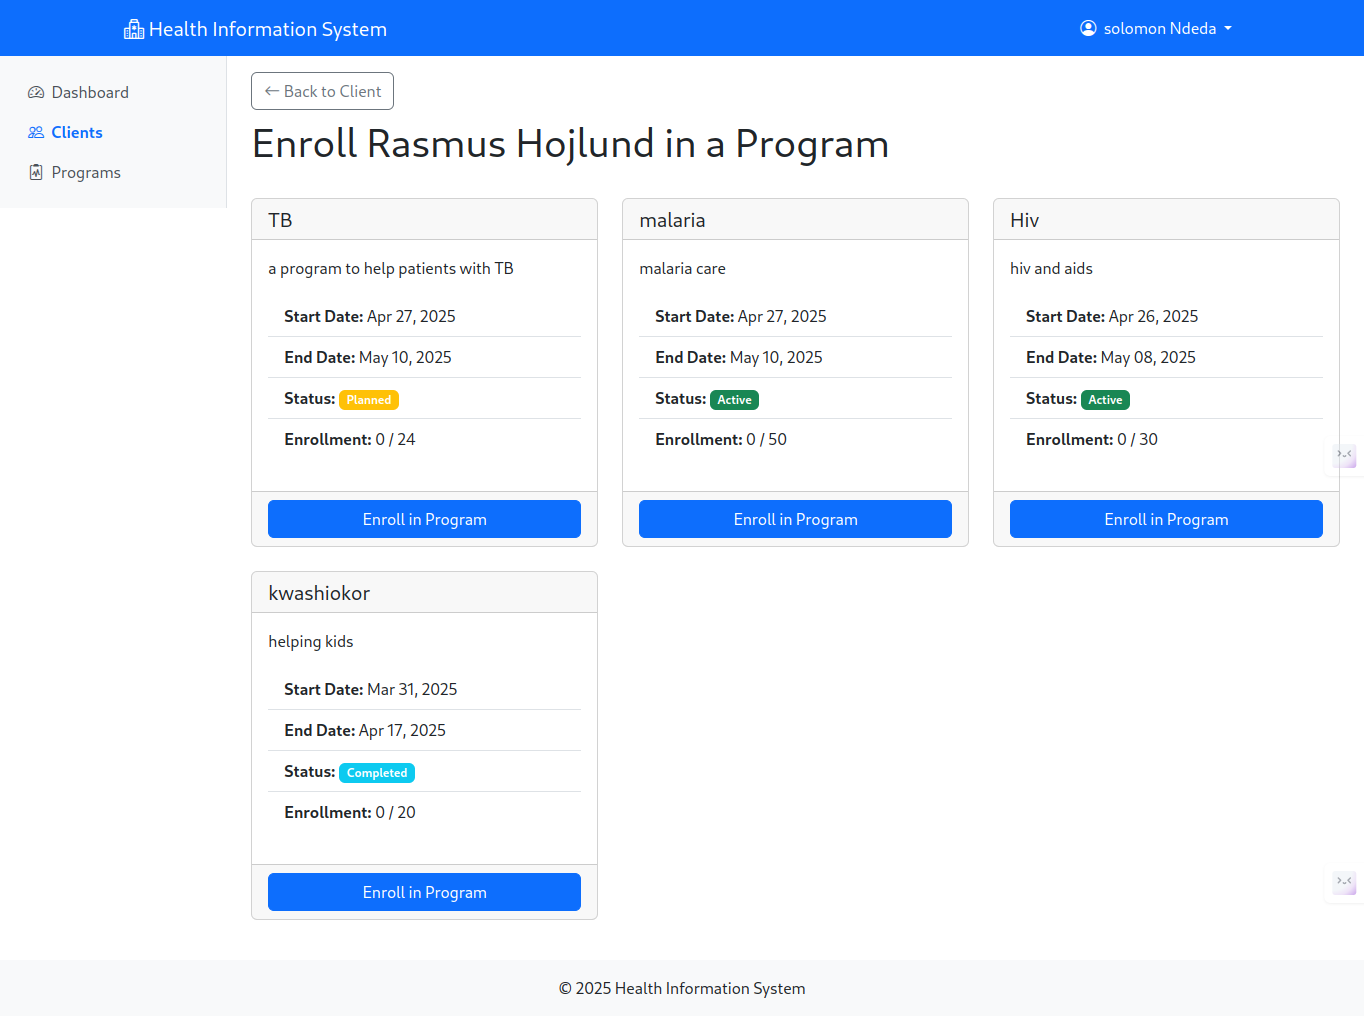 Health Information System
solomon Ndeda
Dashboard
Clients
Programs
← Back to Client
Enroll Rasmus Hojlund in a Program
TB
a program to help patients with TB
Start Date: Apr 27, 2025
End Date: May 10, 2025
Status: Planned
Enrollment: 0 / 24
Enroll in Program
malaria
malaria care
Start Date: Apr 27, 2025
End Date: May 10, 2025
Status: Active
Enrollment: 0 / 50
Enroll in Program
Hiv
hiv and aids
Start Date: Apr 26, 2025
End Date: May 08, 2025
Status: Active
Enrollment: 0 / 30
Enroll in Program
kwashiokor
helping kids
Start Date: Mar 31, 2025
End Date: Apr 17, 2025
Status: Completed
Enrollment: 0 / 20
Enroll in Program
© 2025 Health Information System